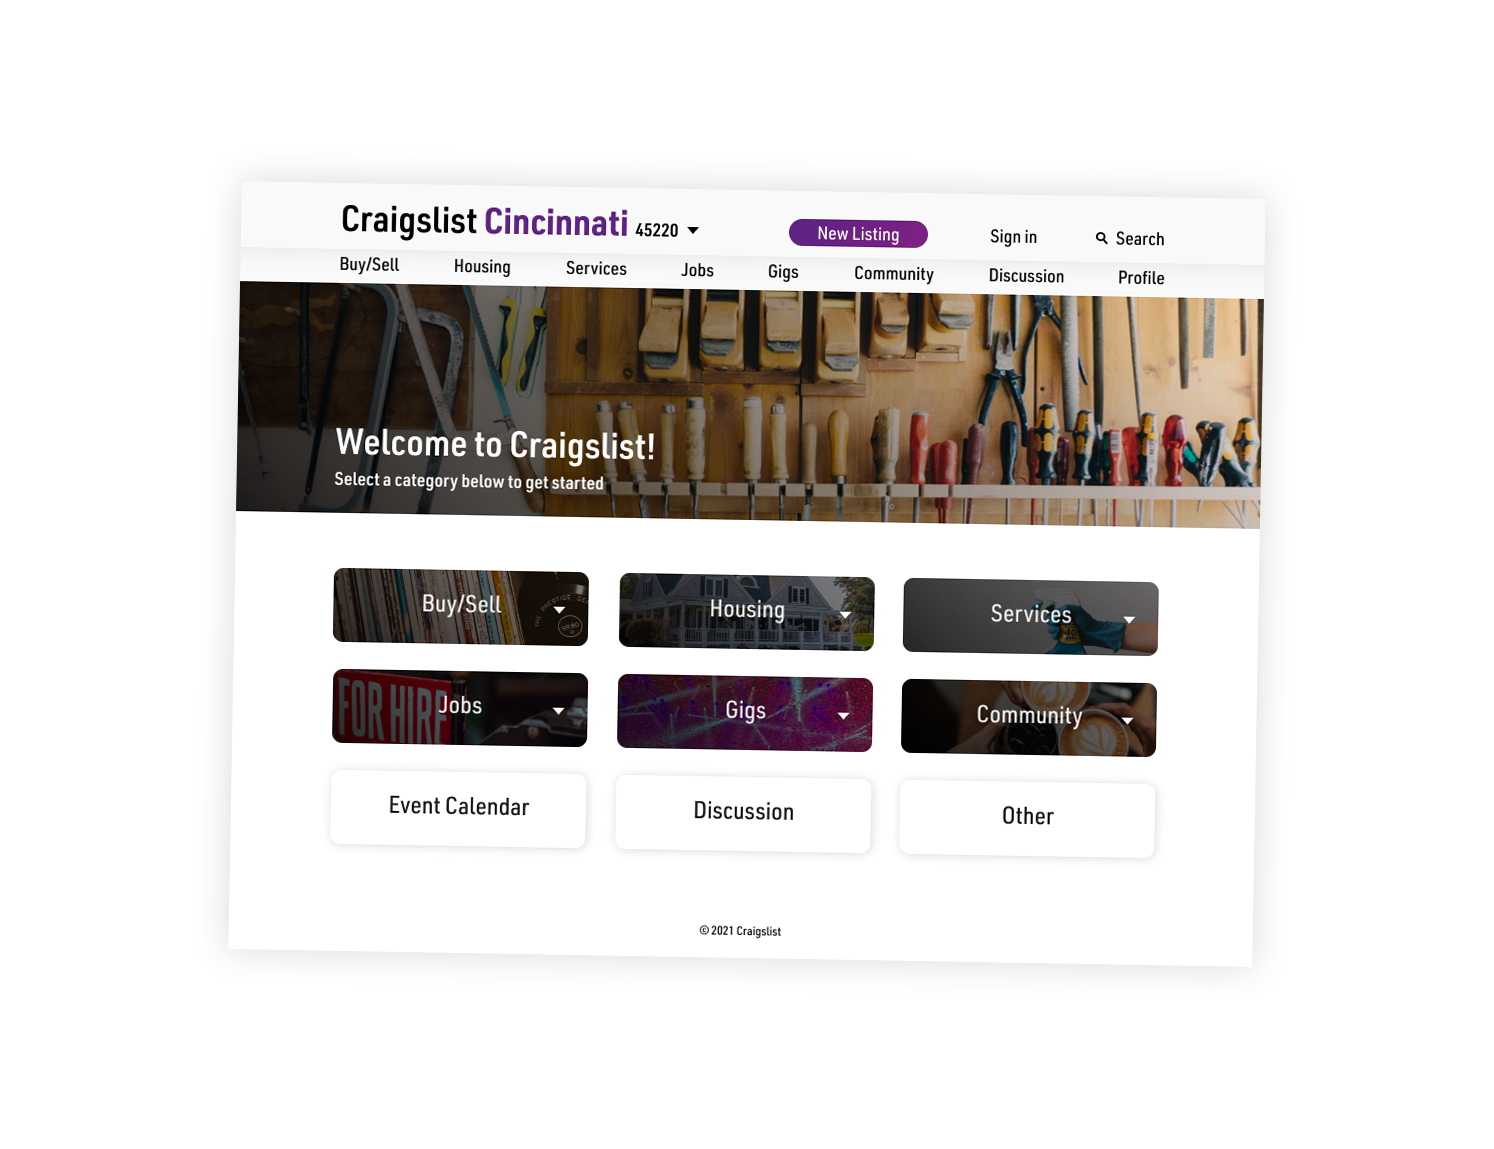 Craigslist Cincinnati 45220
New Listing
Sign in
Search
Buy/Sell
Housing
Services
Jobs
Gigs
Community
Discussion
Profile
Welcome to Craigslist!
Select a category below to get started
Buy/Sell
Housing
Services
40
FOR HIRE
Jobs
Gigs
Community
Event Calendar
Discussion
Other
© 2021 Craigslist